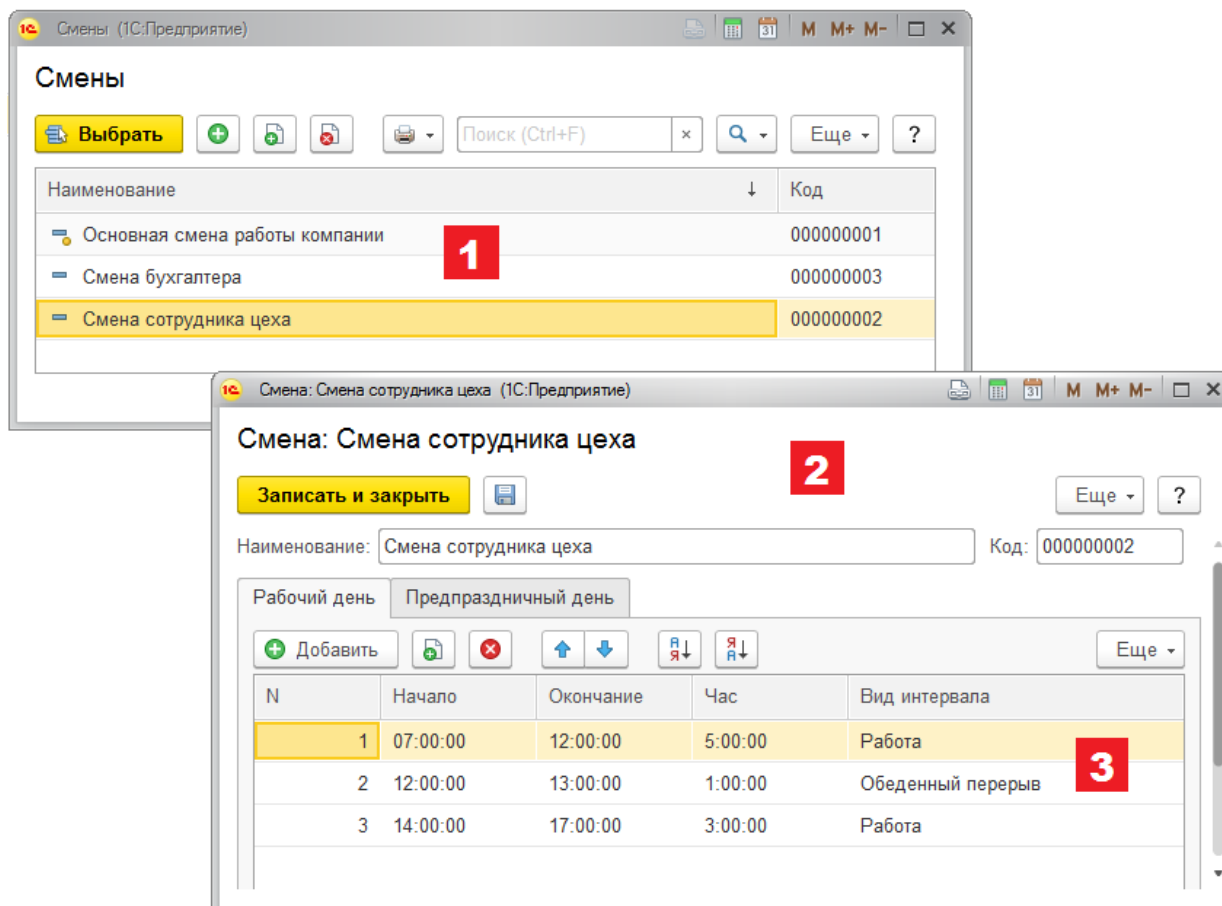 Смены (1С:Предприятие) 31 M M+ M-
Смены
Выбрать Поиск (Ctrl+F) × Еще ?
Наименование ↓ Код
Основная смена работы компании 000000001
1
Смена бухгалтера 000000003
Смена сотрудника цеха 000000002
Смена: Смена сотрудника цеха (1С:Предприятие) 31 M M+ M-
Смена: Смена сотрудника цеха
2
Записать и закрыть Еще ?
Наименование: Смена сотрудника цеха Код: 000000002
Рабочий день Предпраздничный день
Добавить А Я Я А Еще
N Начало Окончание Час Вид интервала
1 07:00:00 12:00:00 5:00:00 Работа
3
2 12:00:00 13:00:00 1:00:00 Обеденный перерыв
3 14:00:00 17:00:00 3:00:00 Работа